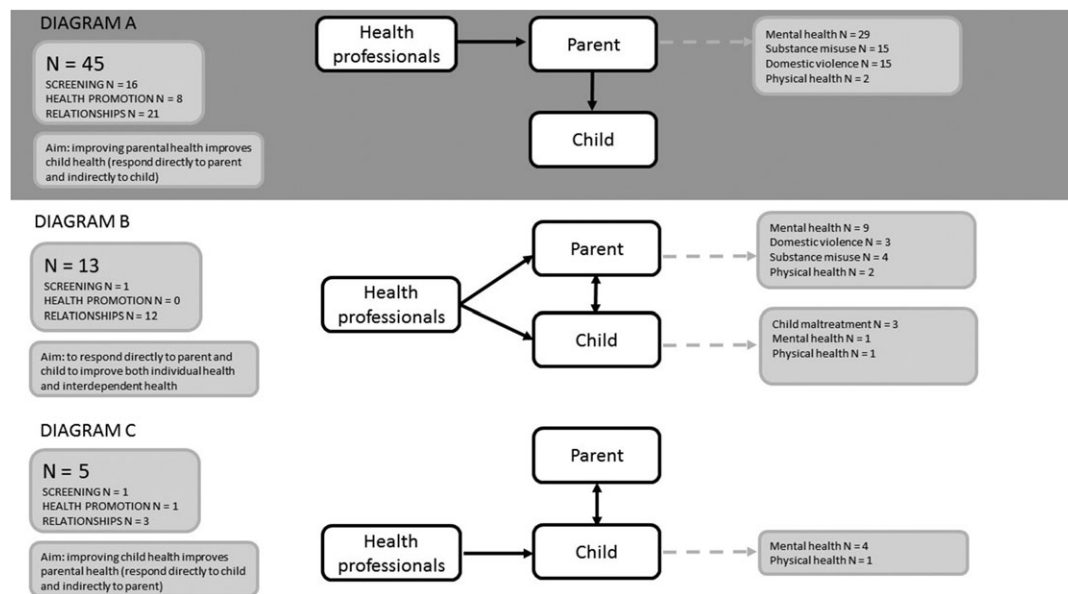 DIAGRAM A
N = 45
SCREENING N = 16
HEALTH PROMOTION N = 8
RELATIONSHIPS N = 21
Aim: improving parental health improves
child health (respond directly to parent
and indirectly to child)
Health
professionals
Parent
Child
Mental health N = 29
Substance misuse N = 15
Domestic violence N = 15
Physical health N = 2
DIAGRAM B
N = 13
SCREENING N = 1
HEALTH PROMOTION N = 0
RELATIONSHIPS N = 12
Aim: to respond directly to parent and
child to improve both individual health
and interdependent health
Health
professionals
Parent
Child
Mental health N = 9
Domestic violence N = 3
Substance misuse N = 4
Physical health N = 2
Child maltreatment N = 3
Mental health N = 1
Physical health N = 1
DIAGRAM C
N = 5
SCREENING N = 1
HEALTH PROMOTION N = 1
RELATIONSHIPS N = 3
Aim: improving child health improves
parental health (respond directly to child
and indirectly to parent)
Parent
Health
professionals
Child
Mental health N = 4
Physical health N = 1